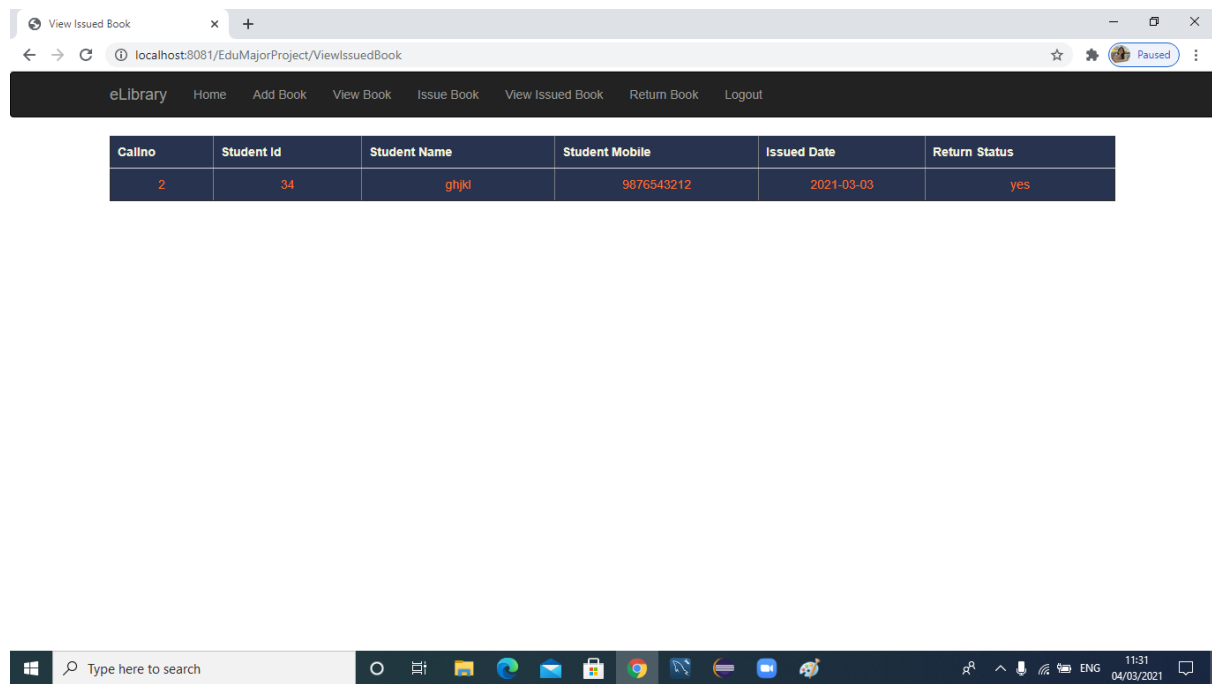 View Issued Book
localhost:8081/EduMajorProject/ViewIssuedBook
Paused
eLibrary Home Add Book View Book Issue Book View Issued Book Return Book Logout
Callno Student Id Student Name Student Mobile Issued Date Return Status
2 34 ghjkl 9876543212 2021-03-03 yes
Type here to search
ENG
11:31
04/03/2021